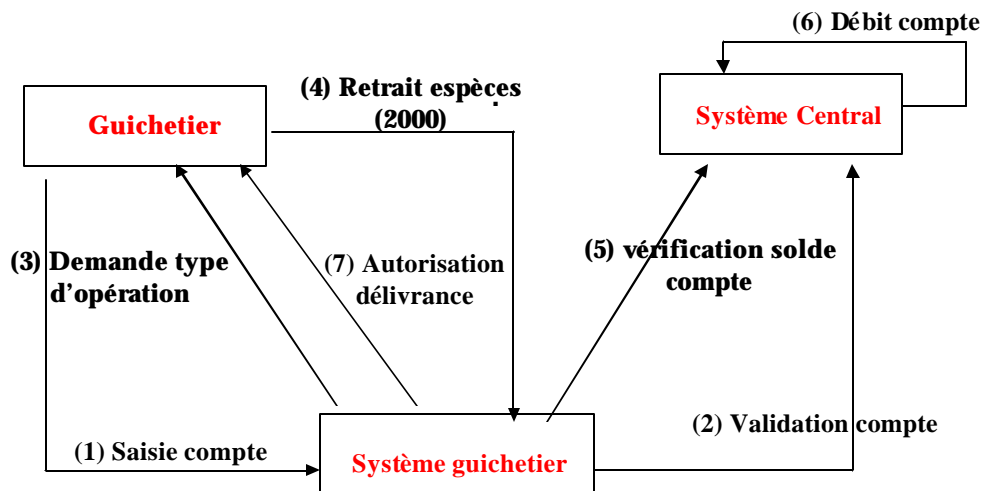 (6) Débit compte
(4) Retrait espèces
(2000)
Guichetier
Système Central
(3) Demande type
d'opération
(7) Autorisation
délivrance
(5) vérification solde
compte
(1) Saisie compte
(2) Validation compte
Système guichetier